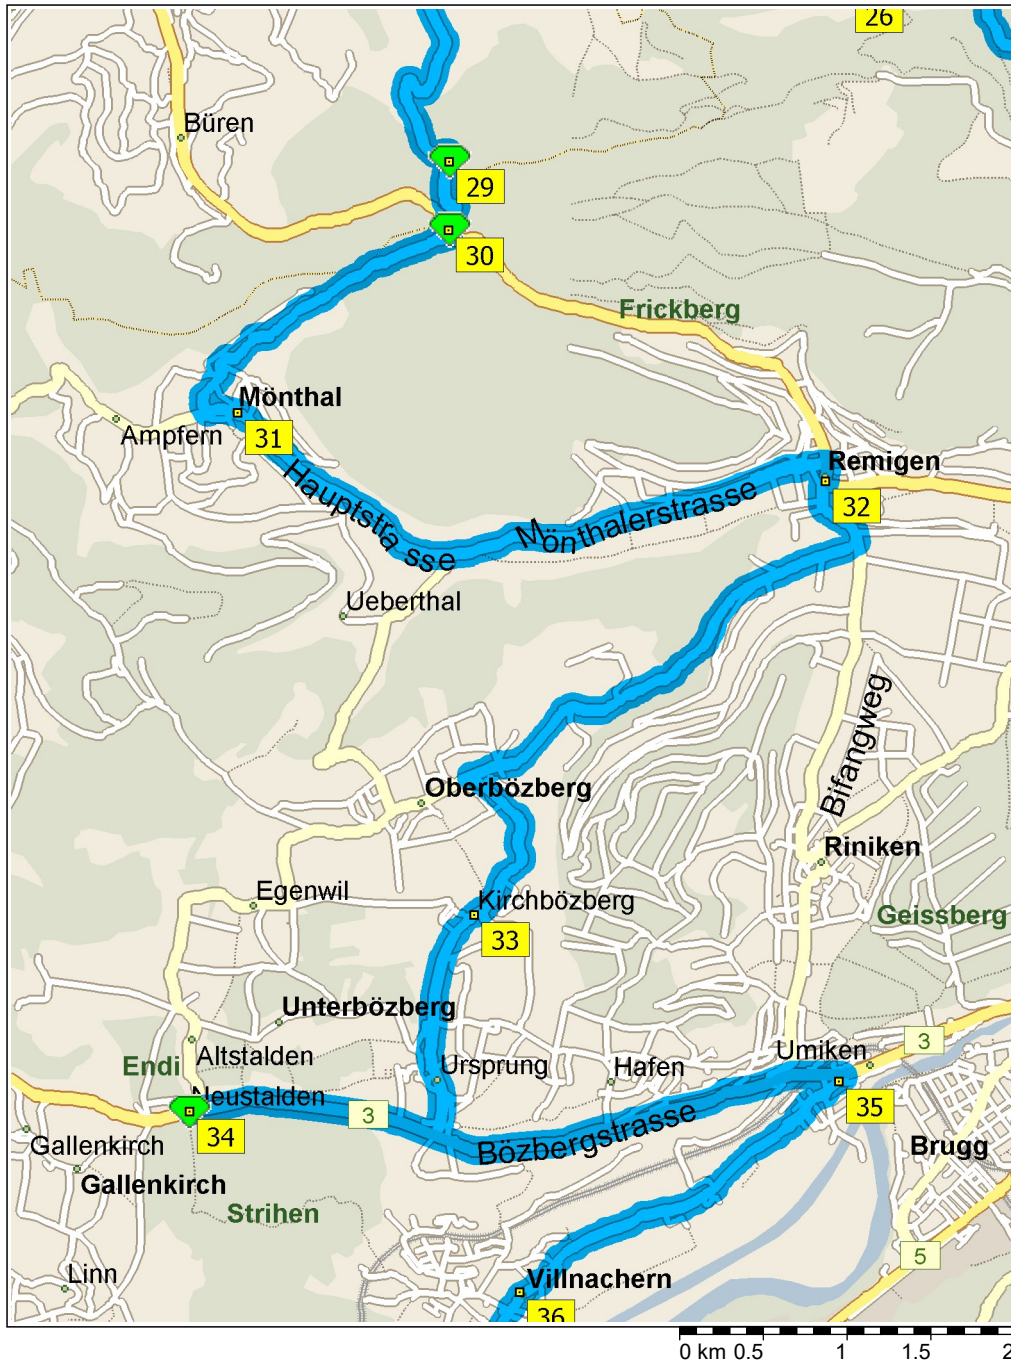 26
Büren
29
30
Frickberg
Mönthal
Ampfern
31
Remigen
Hauptstrasse
Mönthalerstrasse
32
Ueberthal
Bifangweg
Oberbözberg
Riniken
Egenwil
Kirchbözberg
Geissberg
33
Unterbözberg
Endi
Altstalden
Ursprung
Hafen
Umiken
3
Neustalden
3
35
34
Bözbergstrasse
Gallenkirch
Brugg
Gallenkirch
Strihen
5
Linn
Villnachern
36
0 km 0.5 1 1.5 2